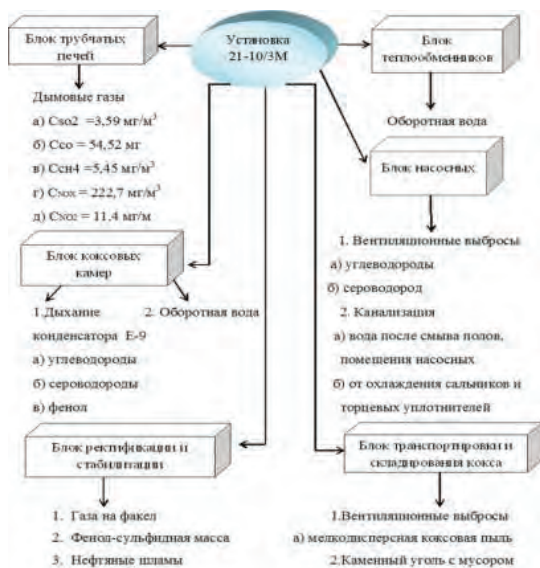 Блок трубчатых
печей
Установка
21-10/3М
Блок
теплообменников
Дымовые газы
а) Cso2 =3,59 мг/м³
б) Cco = 54,52 мг
в) Ccн4 =5,45 мг/м³
г) CNOX = 222,7 мг/м³
д) CNO2 = 11,4 мг/м
Оборотная вода
Блок насосных
Блок коксовых
камер
1. Вентиляционные выбросы
а) углеводороды
б) сероводород
2. Канализация
а) вода после смыва полов,
помешения насосных
б) от охлаждения сальников и
торцевых уплотнителей
1.Дыхание
конденсатора Е-9
а) углеводороды
б) сероводороды
в) фенол
2. Оборотная вода
Блок ректификации и
стабилизации
Блок транспортировки и
складирования кокса
1. Газа на факел
2. Фенол-сульфидная масса
3. Нефтяные шламы
1.Вентиляционные выбросы
а) мелкодисперсная коксовая пыль
2.Каменный уголь с мусором